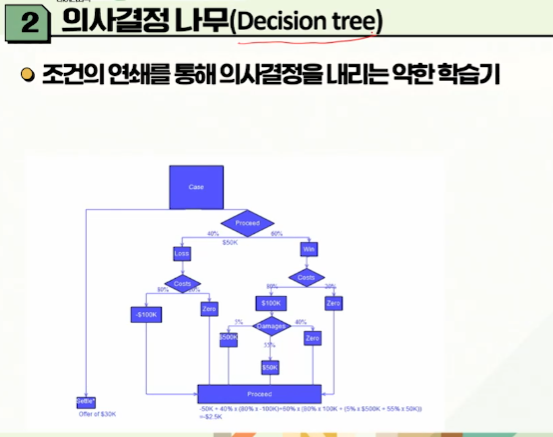 2 의사결정 나무(Decision tree)
조건의 연쇄를 통해 의사결정을 내리는 약한 학습기
Case
Proceed
40% 60%
$50K
Loss Win
Costs Costs
80%
-$100K Zero $100K Zero
5% Damages 40%
$500K Zero
55%
$50K
Proceed
Settle*
Offer of $30K
-50K + 40% x (80% x -100K)+60% x (80% x 100K + (5% x $500K + 55% x 50K))
=-$2.5K